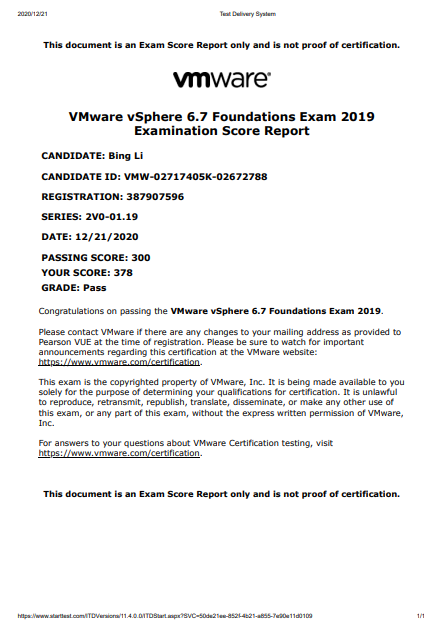 2020/12/21 Test Delivery System
This document is an Exam Score Report only and is not proof of certification.
vmware®
VMware vSphere 6.7 Foundations Exam 2019
Examination Score Report
CANDIDATE: Bing Li
CANDIDATE ID: VMW-02717405K-02672788
REGISTRATION: 387907596
SERIES: 2V0-01.19
DATE: 12/21/2020
PASSING SCORE: 300
YOUR SCORE: 378
GRADE: Pass
Congratulations on passing the VMware vSphere 6.7 Foundations Exam 2019.
Please contact VMware if there are any changes to your mailing address as provided to
Pearson VUE at the time of registration. Please be sure to watch for important
announcements regarding this certification at the VMware website:
https://www.vmware.com/certification.
This exam is the copyrighted property of VMware, Inc. It is being made available to you
solely for the purpose of determining your qualifications for certification. It is unlawful
to reproduce, retransmit, republish, translate, disseminate, or make any other use of
this exam, or any part of this exam, without the express written permission of VMware,
Inc.
For answers to your questions about VMware Certification testing, visit
https://www.vmware.com/certification.
This document is an Exam Score Report only and is not proof of certification.
https://www.starttest.com/ITDVersions/11.4.0.0/ITDStart.aspx?SVC=50de21ee-852f-4b21-a855-7e90e11d0109 1/1